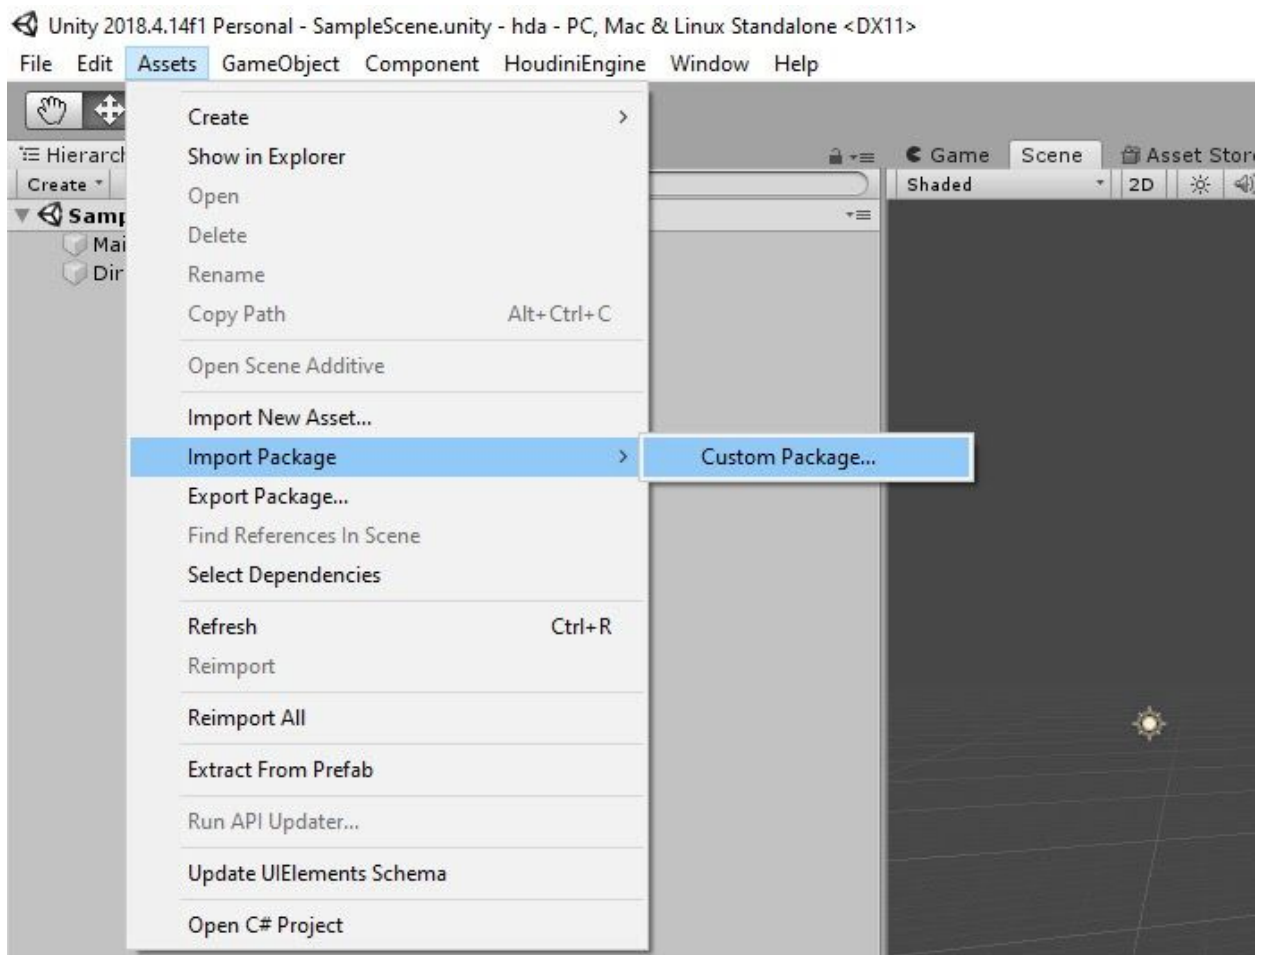 Unity 2018.4.14f1 Personal - SampleScene.unity - hda - PC, Mac & Linux Standalone <DX11>
File Edit Assets GameObject Component HoudiniEngine Window Help
Create
Show in Explorer
Open
Delete
Rename
Copy Path Alt+Ctrl+C
Open Scene Additive
Import New Asset...
Import Package
Export Package...
Find References In Scene
Select Dependencies
Refresh Ctrl+R
Reimport
Reimport All
Extract From Prefab
Run API Updater...
Update UIElements Schema
Open C# Project
Custom Package...
Hierarch
Create
Samp
Mai
Dir
Game Scene Asset Stor
Shaded 2D